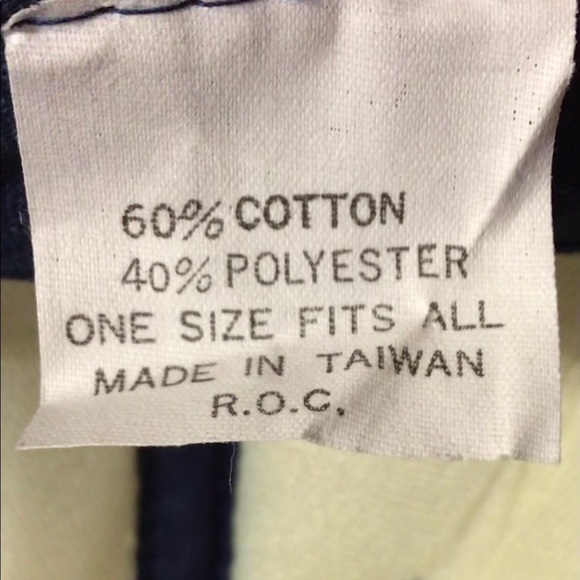 60% COTTON
40% POLYESTER
ONE SIZE FITS ALL
MADE IN TAIWAN
R.O.C.